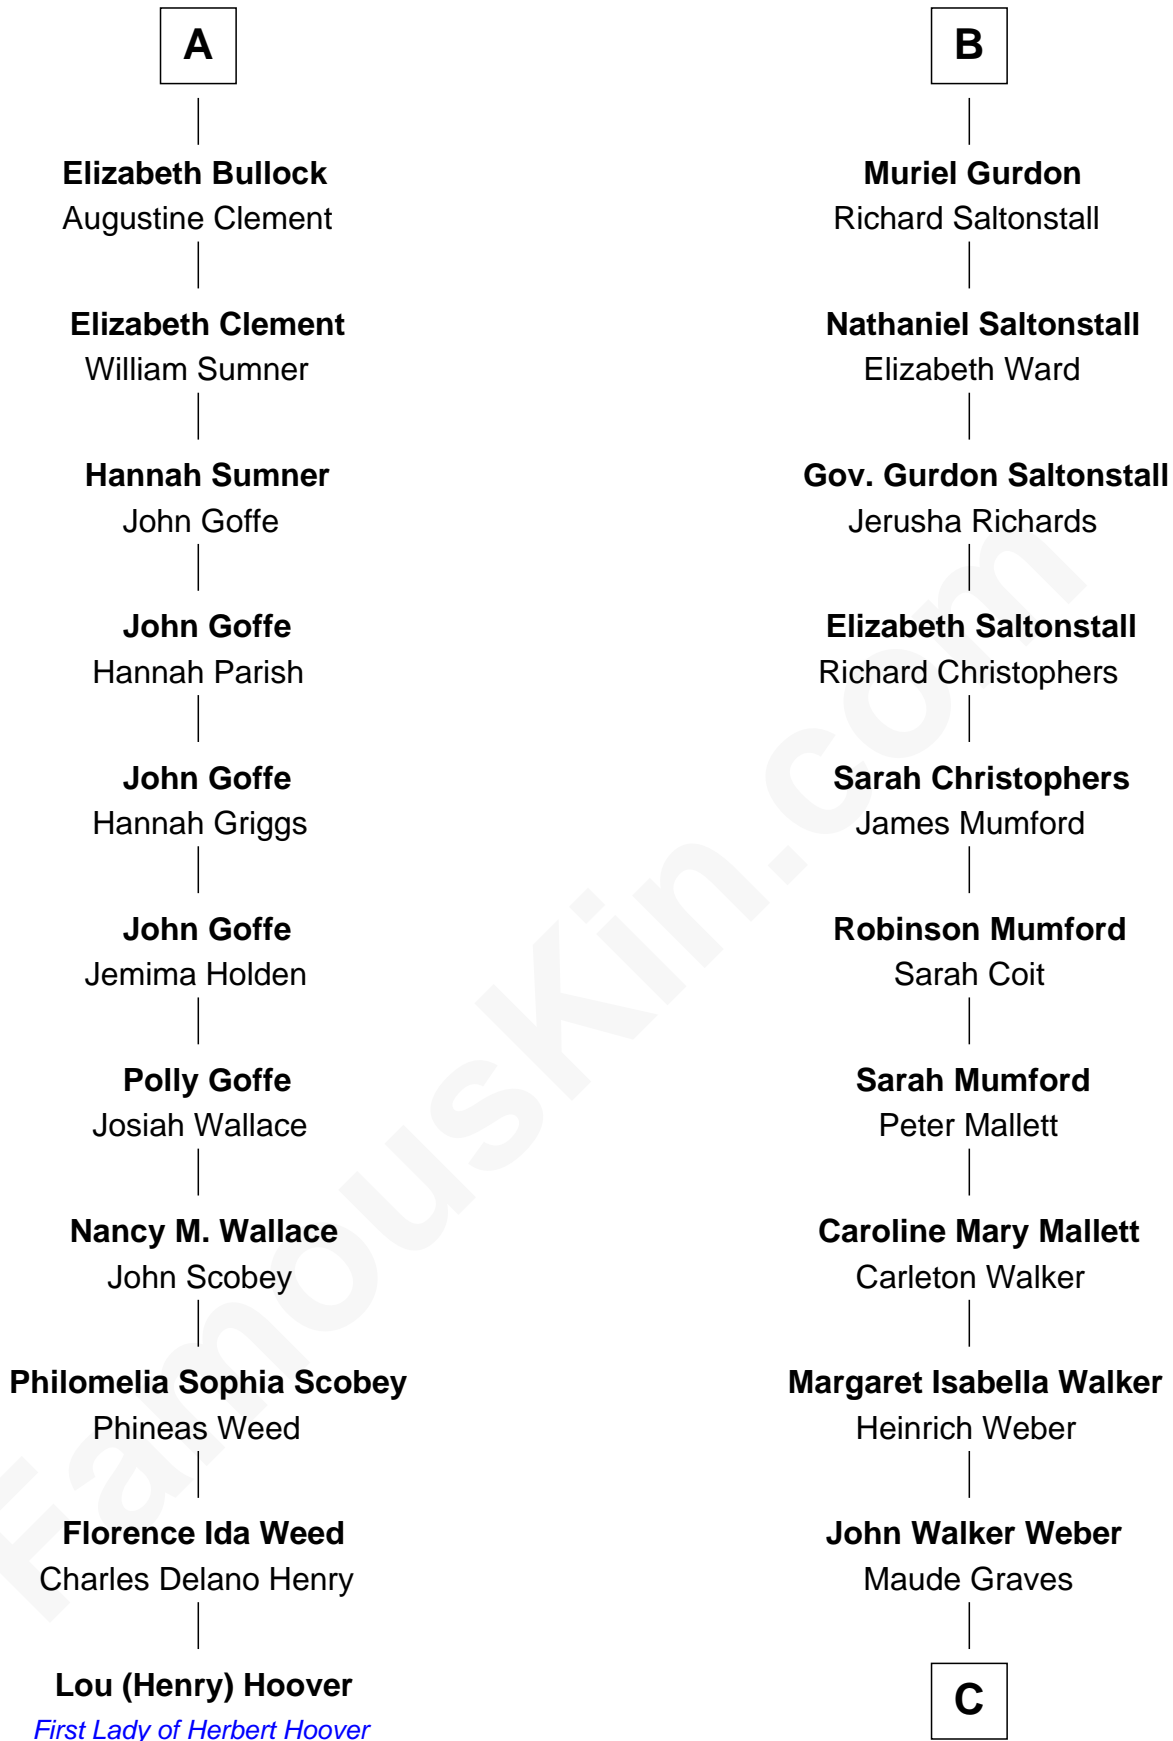 A
Elizabeth Bullock
Augustine Clement
Elizabeth Clement
William Sumner
Hannah Sumner
John Goffe
John Goffe
Hannah Parish
John Goffe
Hannah Griggs
John Goffe
Jemima Holden
Polly Goffe
Josiah Wallace
Nancy M. Wallace
John Scobey
Philomelia Sophia Scobey
Phineas Weed
Florence Ida Weed
Charles Delano Henry
Lou (Henry) Hoover
First Lady of Herbert Hoover
B
Muriel Gurdon
Richard Saltonstall
Nathaniel Saltonstall
Elizabeth Ward
Gov. Gurdon Saltonstall
Jerusha Richards
Elizabeth Saltonstall
Richard Christophers
Sarah Christophers
James Mumford
Robinson Mumford
Sarah Coit
Sarah Mumford
Peter Mallett
Caroline Mary Mallett
Carleton Walker
Margaret Isabella Walker
Heinrich Weber
John Walker Weber
Maude Graves
C
FamousKin.com